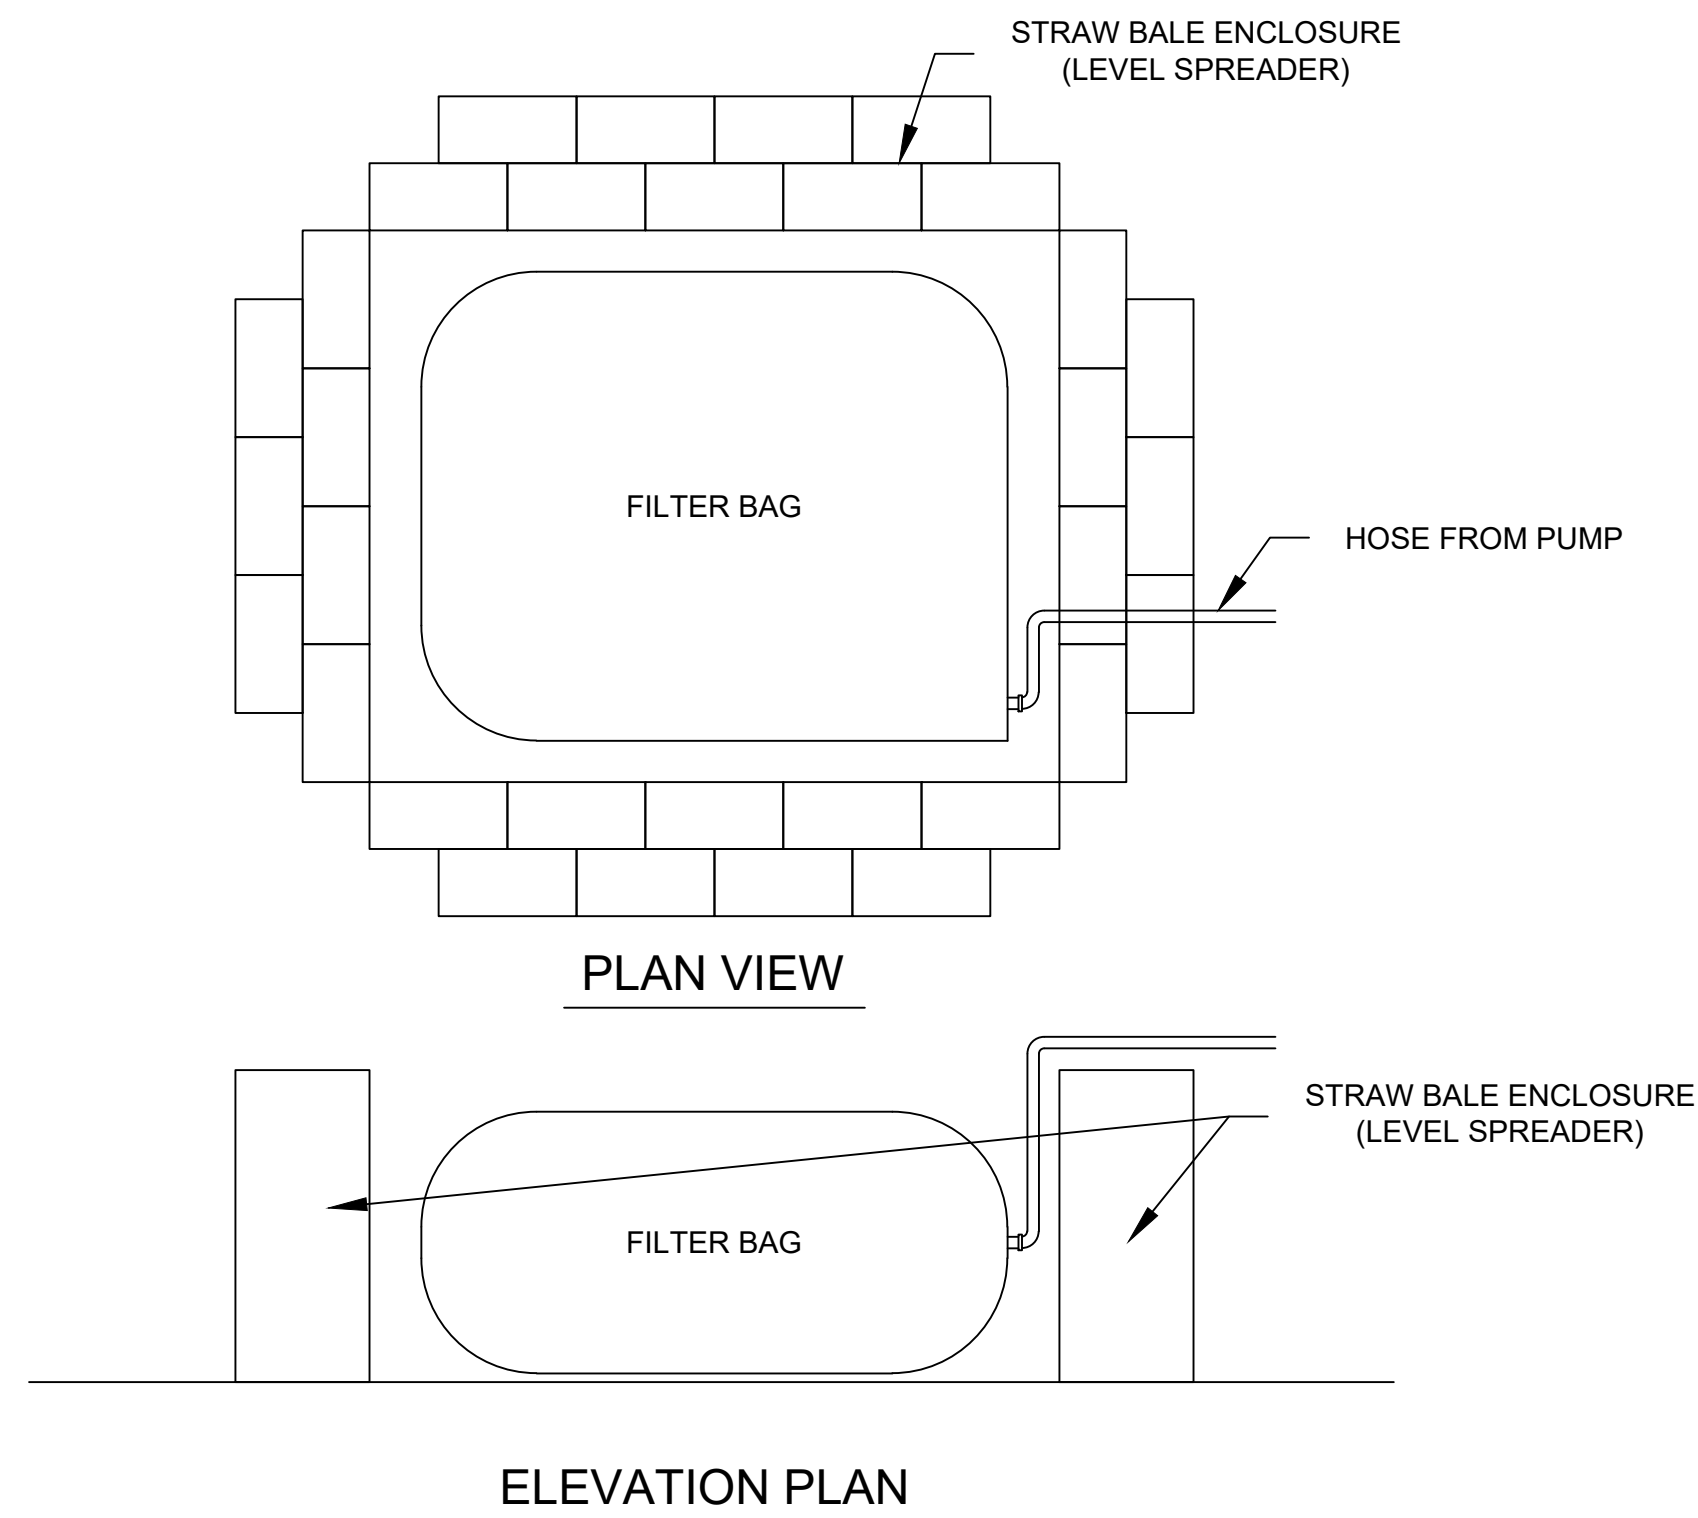 STRAW BALE ENCLOSURE
(LEVEL SPREADER)
FILTER BAG
HOSE FROM PUMP
PLAN VIEW
STRAW BALE ENCLOSURE
(LEVEL SPREADER)
FILTER BAG
ELEVATION PLAN